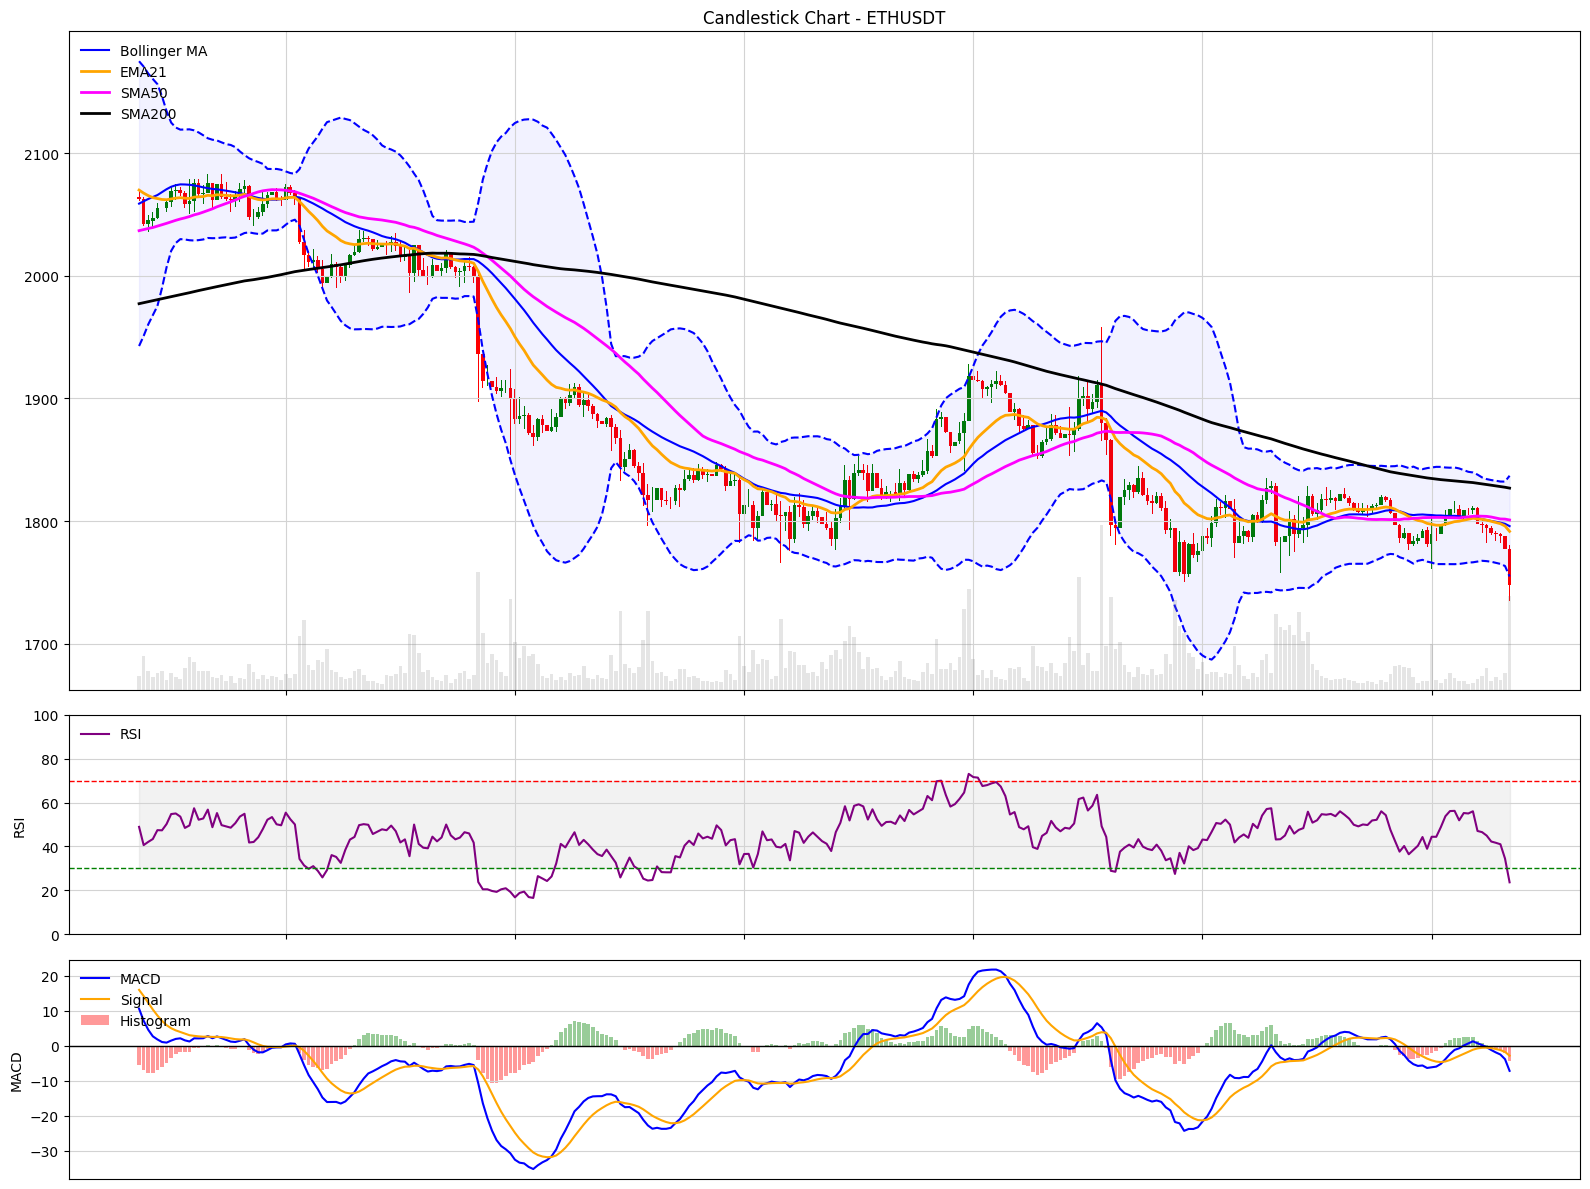 Candlestick Chart - ETHUSDT
Bollinger MA
EMA21
SMA50
SMA200
2100
2000
1900
1800
1700
RSI
100
80
60
40
20
0
RSI
MACD
Signal
Histogram
20
10
0
−10
−20
−30
MACD